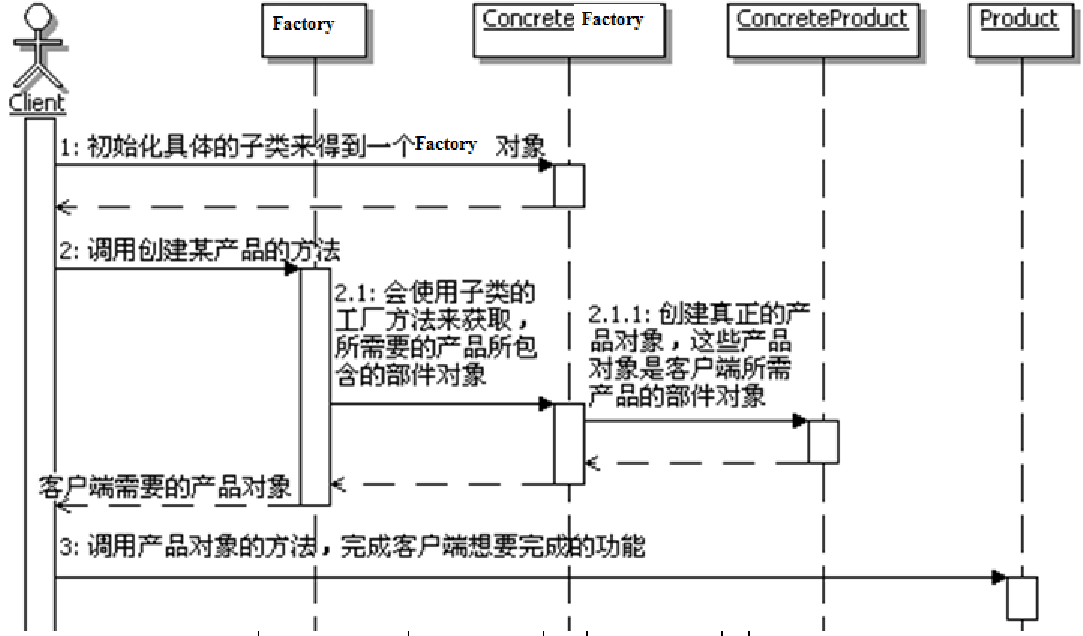 Factory
Concrete Factory
ConcreteProduct
Product
Client
1: 初始化具体的子类来得到一个Factory 对象
2: 调用创建某产品的方法
2.1: 会使用子类的
工厂方法来获取，
所需要的产品所包
含的部件对象
2.1.1: 创建真正的产
品对象，这些产品
对象是客户端所需
产品的部件对象
客户端需要的产品对象
3: 调用产品对象的方法，完成客户端想要完成的功能